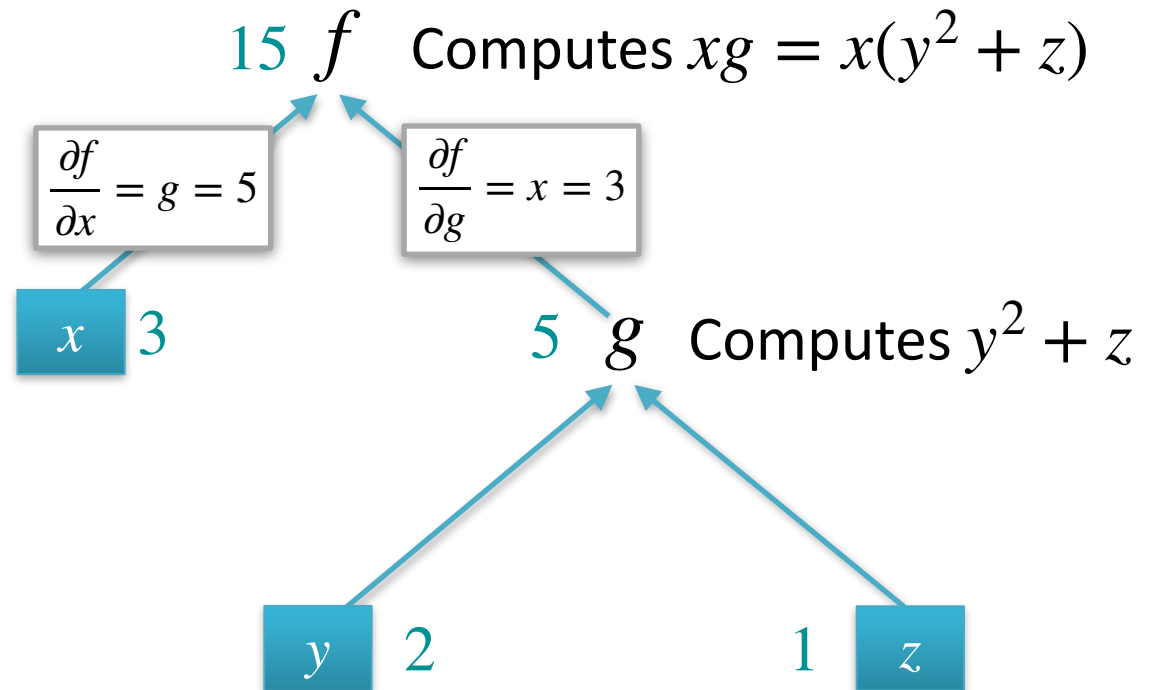 15 f Computes xg = x(y² + z)
∂f/∂x = g = 5
∂f/∂g = x = 3
x 3
5 g Computes y² + z
y 2
1 z